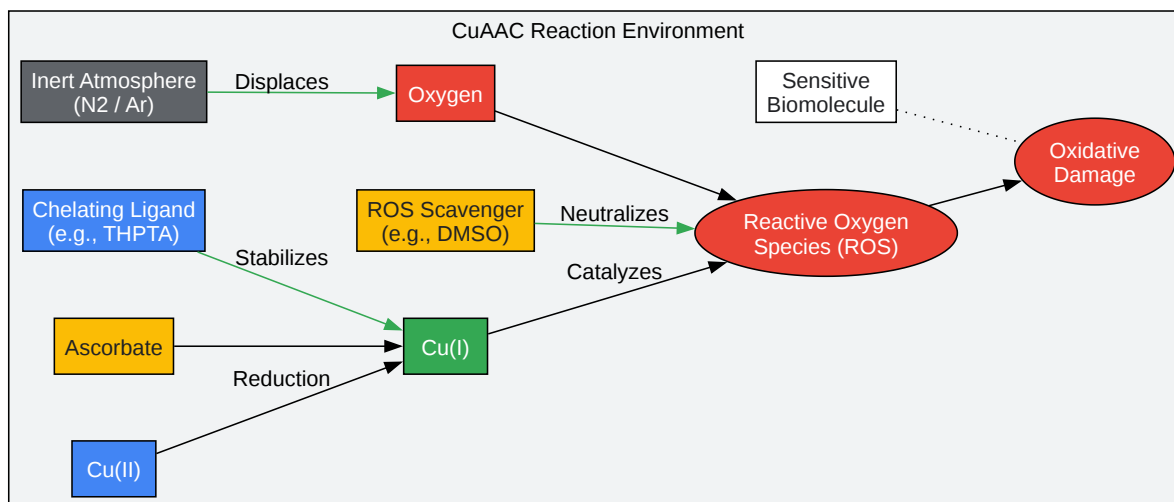 CuAAC Reaction Environment
Inert Atmosphere
(N2 / Ar)
Displaces
Oxygen
Sensitive
Biomolecule
Oxidative
Damage
Chelating Ligand
(e.g., THPTA)
Stabilizes
ROS Scavenger
(e.g., DMSO)
Neutralizes
Reactive Oxygen
Species (ROS)
Catalyzes
Ascorbate
Cu(I)
Reduction
Cu(II)